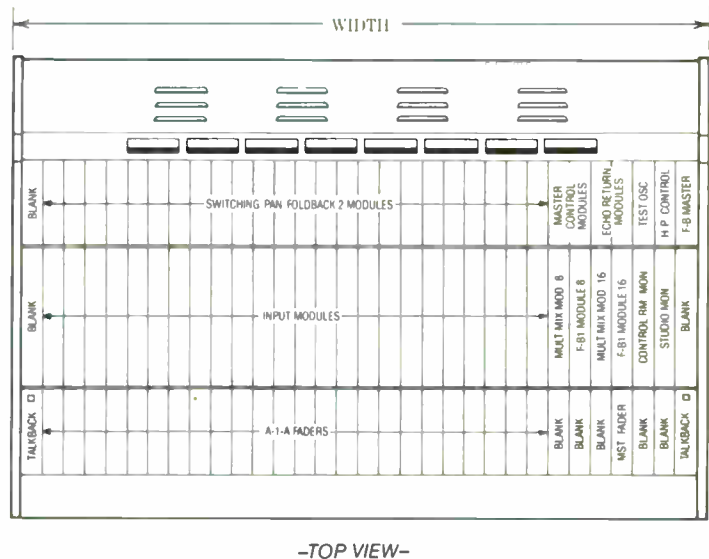 WIDTH
BLANK
SWITCHING PAN FOLDBACK 2 MODULES
MASTER
CONTROL
MODULES
ECHO RETURN
MODULES
TEST OSC
H P CONTROL
F-B MASTER
BLANK
INPUT MODULES
MULT MIX MOD 8
F-B1 MODULE 8
MULT MIX MOD 16
F-B1 MODULE 16
CONTROL RM MON
STUDIO MON
BLANK
TALKBACK
A-1-A FADERS
BLANK
BLANK
BLANK
MST FADER
BLANK
BLANK
TALKBACK
-TOP VIEW-